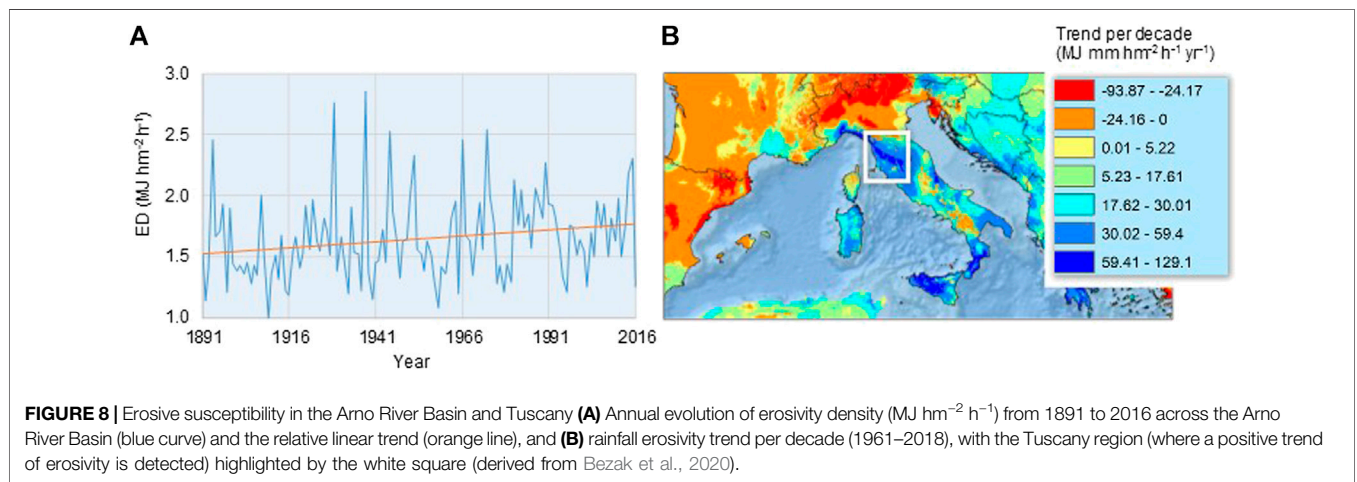 A
ED (MJ hm⁻²h⁻¹)
3.0
2.5
2.0
1.5
1.0
1891 1916 1941 1966 1991 2016
Year
B
Trend per decade
(MJ mm hm⁻² h⁻¹ yr⁻¹)
-93.87 - -24.17
-24.16 - 0
0.01 - 5.22
5.23 - 17.61
17.62 - 30.01
30.02 - 59.4
59.41 - 129.1
FIGURE 8 | Erosive susceptibility in the Arno River Basin and Tuscany (A) Annual evolution of erosivity density (MJ hm⁻² h⁻¹) from 1891 to 2016 across the Arno
River Basin (blue curve) and the relative linear trend (orange line), and (B) rainfall erosivity trend per decade (1961–2018), with the Tuscany region (where a positive trend
of erosivity is detected) highlighted by the white square (derived from Bezak et al., 2020).